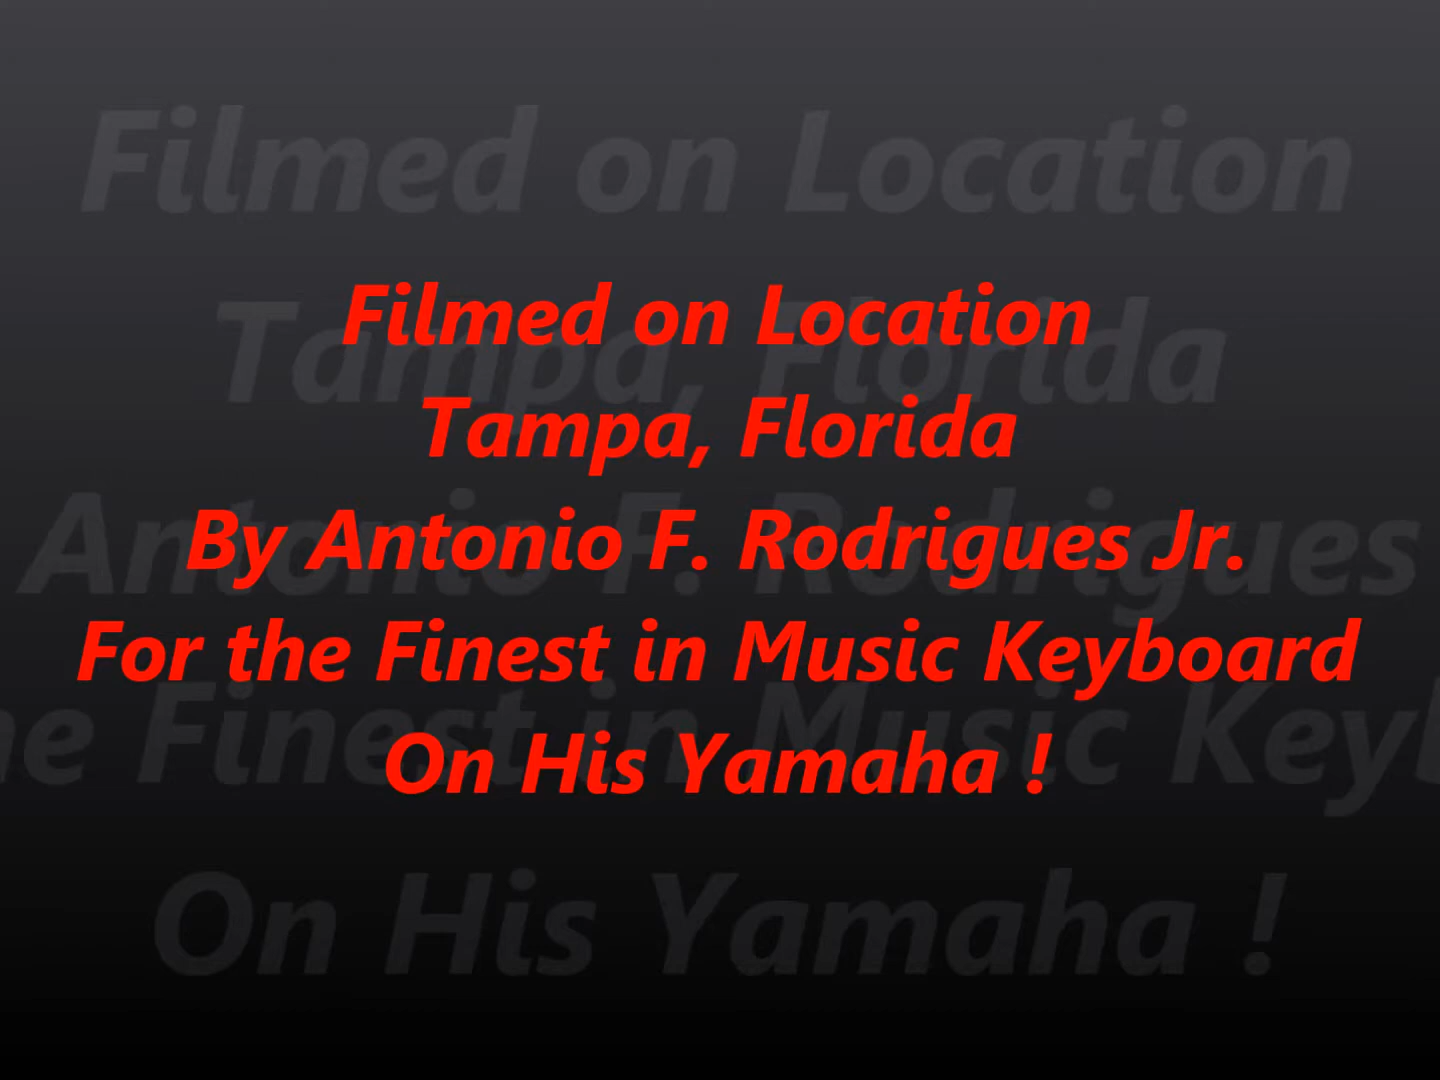 Filmed on Location
Tampa, Florida
By Antonio F. Rodrigues Jr.
For the Finest in Music Keyboard
On His Yamaha !